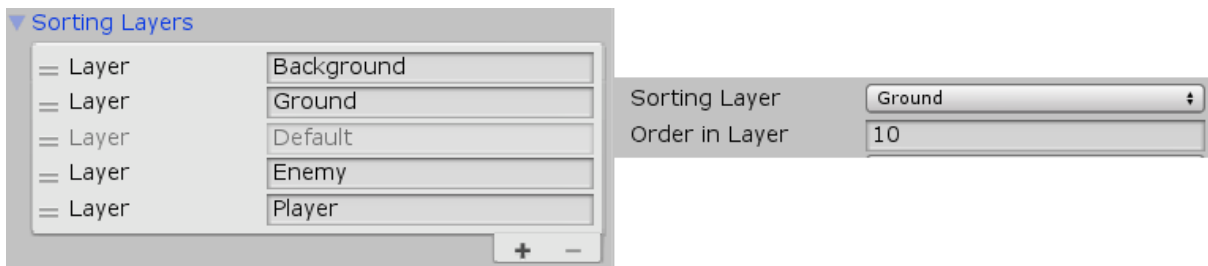 Sorting Layers
Layer Background
Layer Ground
Layer Default
Layer Enemy
Layer Player
Sorting Layer Ground
Order in Layer 10